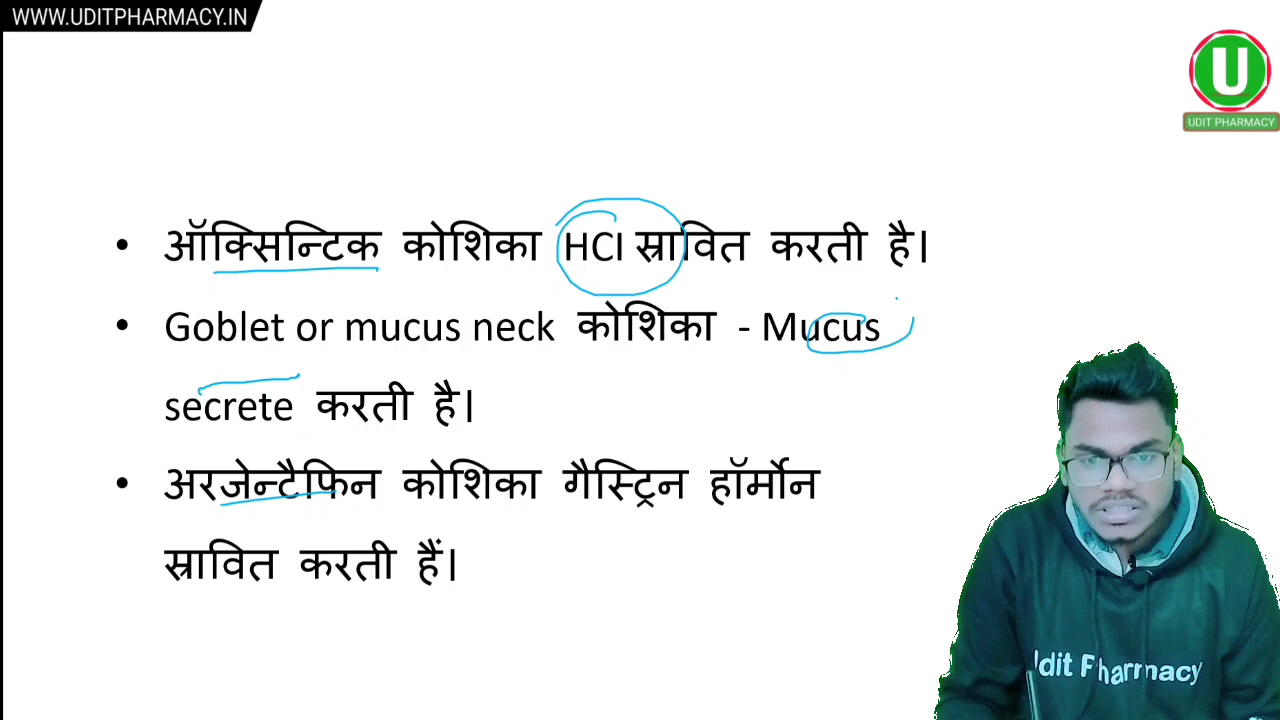 WWW.UDITPHARMACY.IN
U
UDIT PHARMACY
• ऑक्सिन्टिक कोशिका HCl स्रावित करती है।
• Goblet or mucus neck कोशिका - Mucus
secrete करती है।
• अरजेन्टैफिन कोशिका गैस्ट्रिन हॉर्मोन
स्रावित करती हैं।
Udit Pharmacy